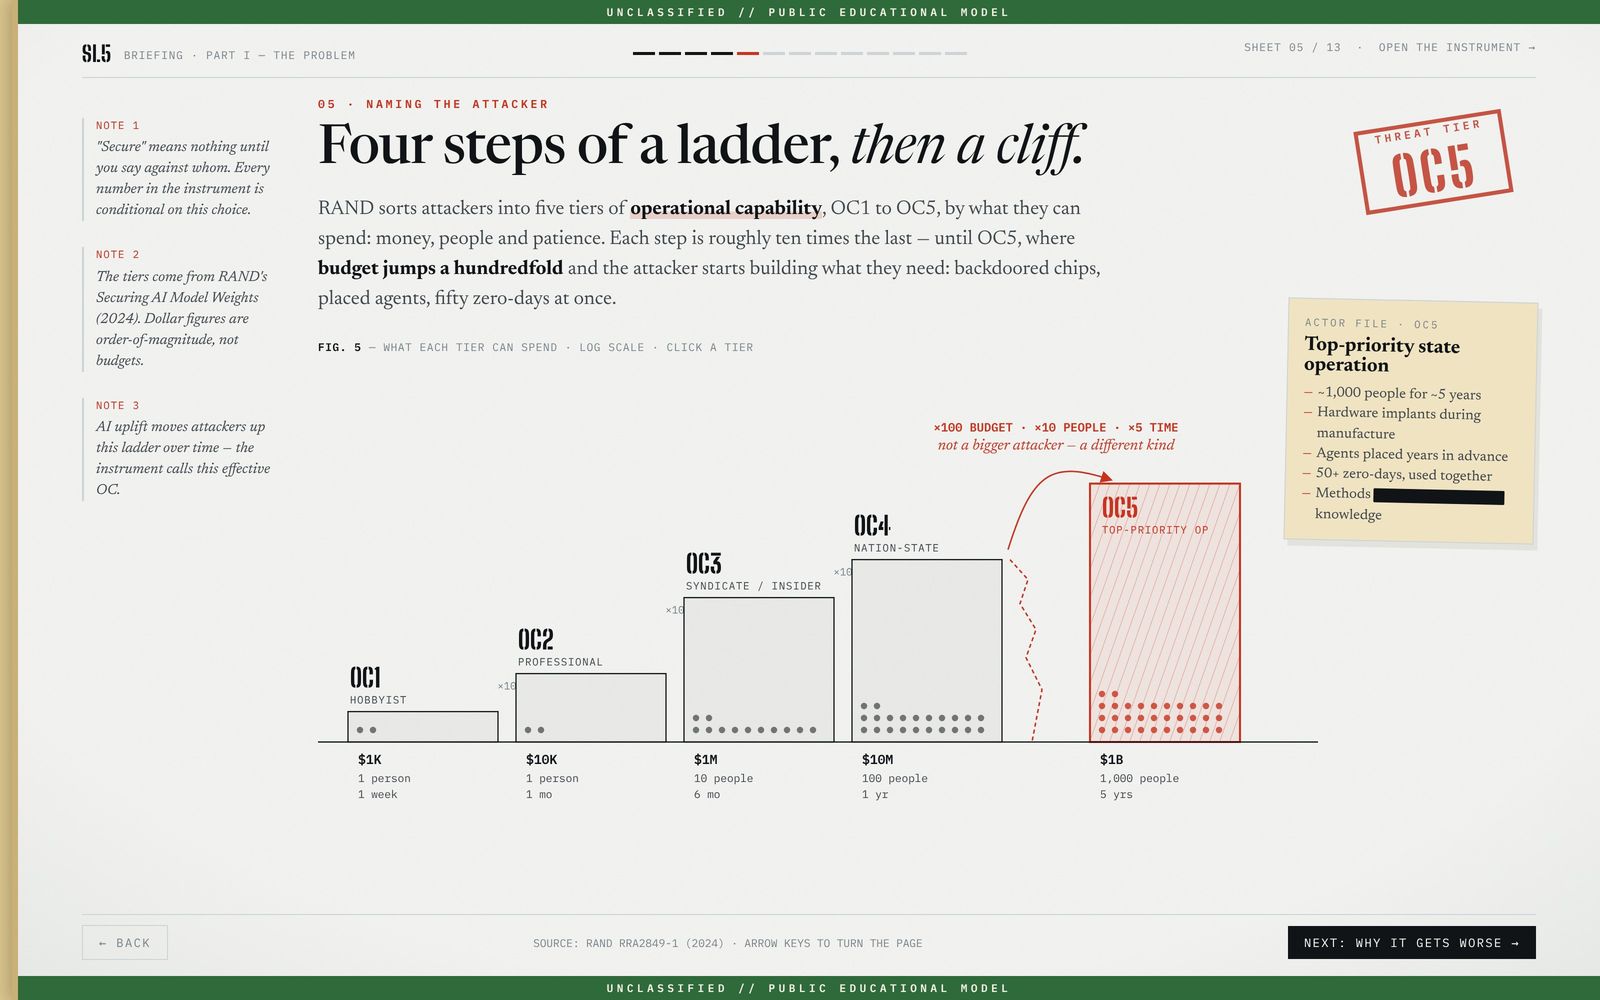 UNCLASSIFIED // PUBLIC EDUCATIONAL MODEL
SL5 BRIEFING · PART I — THE PROBLEM
SHEET 05 / 13 · OPEN THE INSTRUMENT →
NOTE 1
"Secure" means nothing until
you say against whom. Every
number in the instrument is
conditional on this choice.
NOTE 2
The tiers come from RAND's
Securing AI Model Weights
(2024). Dollar figures are
order-of-magnitude, not
budgets.
NOTE 3
AI uplift moves attackers up
this ladder over time — the
instrument calls this effective
OC.
05 · NAMING THE ATTACKER
Four steps of a ladder, then a cliff.
RAND sorts attackers into five tiers of operational capability, OC1 to OC5, by what they can
spend: money, people and patience. Each step is roughly ten times the last — until OC5, where
budget jumps a hundredfold and the attacker starts building what they need: backdoored chips,
placed agents, fifty zero-days at once.
FIG. 5 — WHAT EACH TIER CAN SPEND · LOG SCALE · CLICK A TIER
THREAT TIER
OC5
ACTOR FILE · OC5
Top-priority state
operation
— ~1,000 people for ~5 years
— Hardware implants during
manufacture
— Agents placed years in advance
— 50+ zero-days, used together
— Methods
knowledge
×100 BUDGET · ×10 PEOPLE · ×5 TIME
not a bigger attacker — a different kind
OC1
HOBBYIST
×10
OC2
PROFESSIONAL
×10
OC3
SYNDICATE / INSIDER
×10
OC4
NATION-STATE
OC5
TOP-PRIORITY OP
$1K
1 person
1 week
$10K
1 person
1 mo
$1M
10 people
6 mo
$10M
100 people
1 yr
$1B
1,000 people
5 yrs
← BACK
SOURCE: RAND RRA2849-1 (2024) · ARROW KEYS TO TURN THE PAGE
NEXT: WHY IT GETS WORSE →
UNCLASSIFIED // PUBLIC EDUCATIONAL MODEL